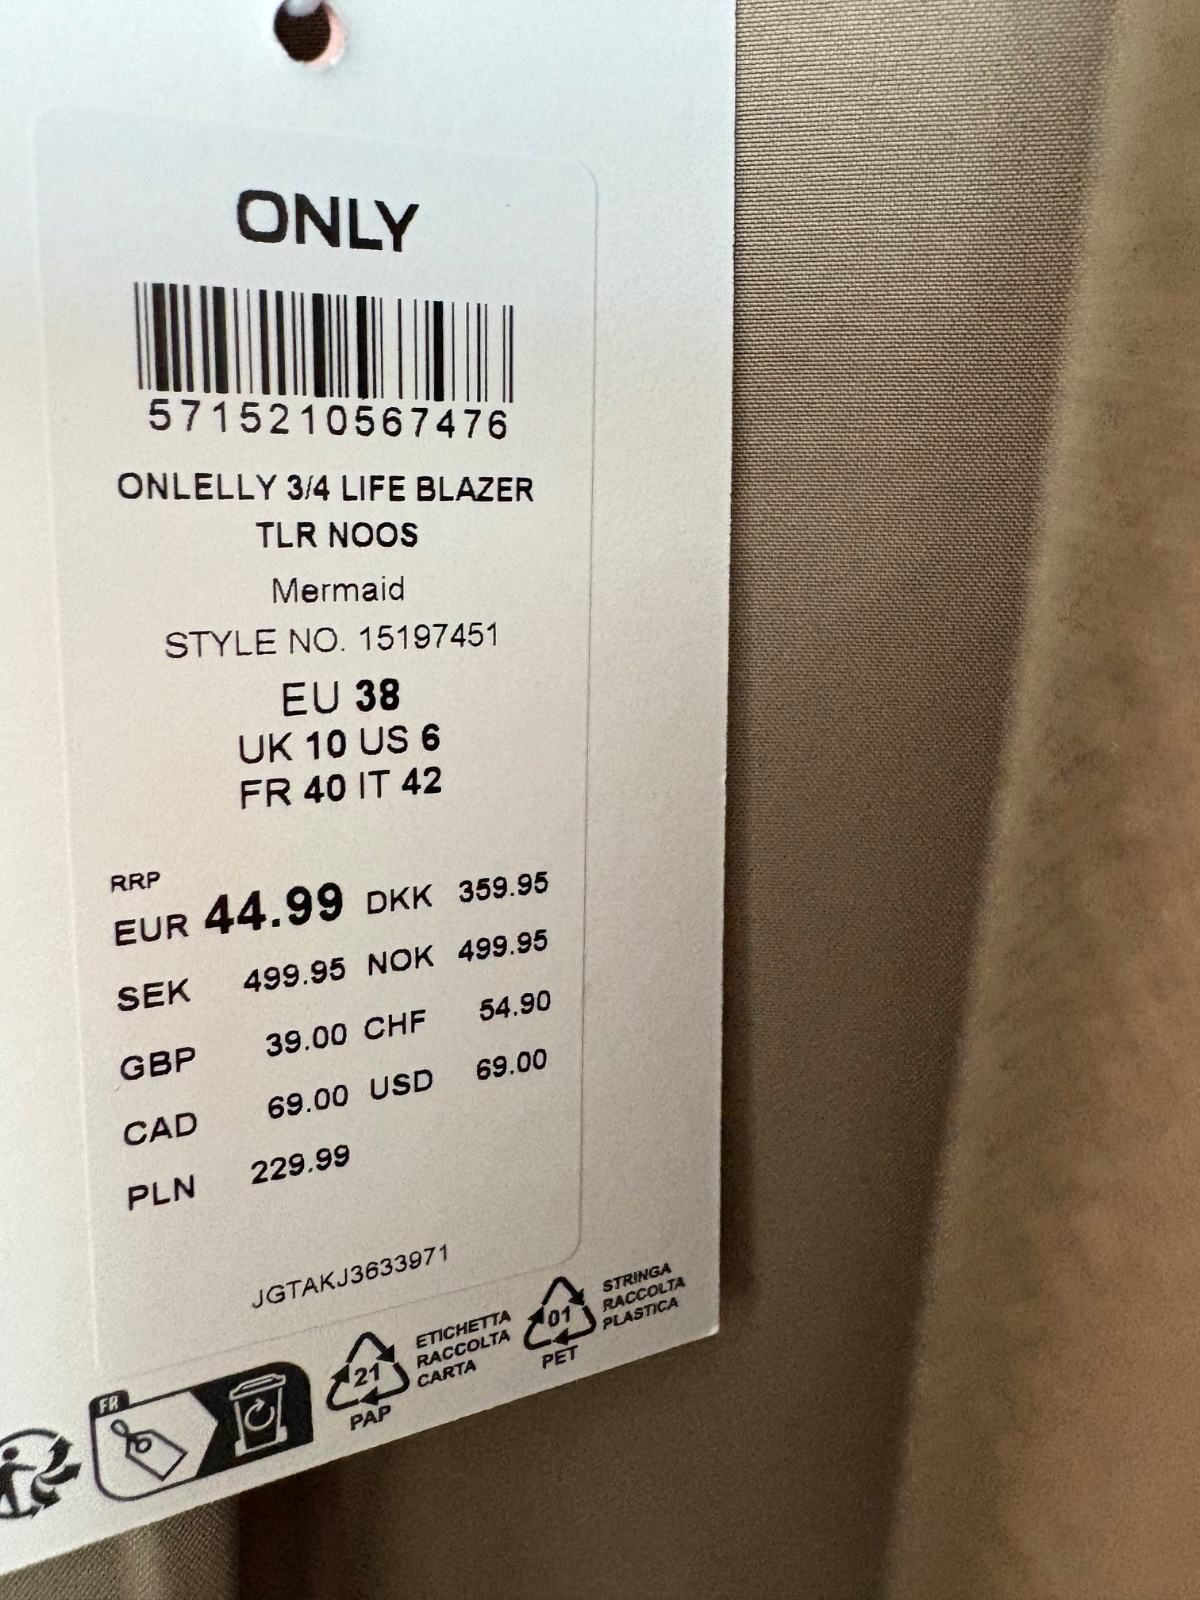 ONLY
5715210567476
ONLELLY 3/4 LIFE BLAZER
TLR NOOS
Mermaid
STYLE NO. 15197451
EU 38
UK 10 US 6
FR 40 IT 42
RRP
EUR 44.99 DKK 359.95
SEK 499.95 NOK 499.95
GBP 39.00 CHF 54.90
CAD 69.00 USD 69.00
PLN 229.99
JGTAKJ3633971
FR
21
PAP
ETICHETTA
RACCOLTA
CARTA
01
PET
STRINGA
RACCOLTA
PLASTICA